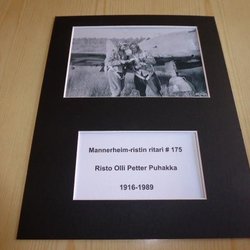 Mannerheim-ristin ritari # 175
Risto Olli Petter Puhakka
1916-1989